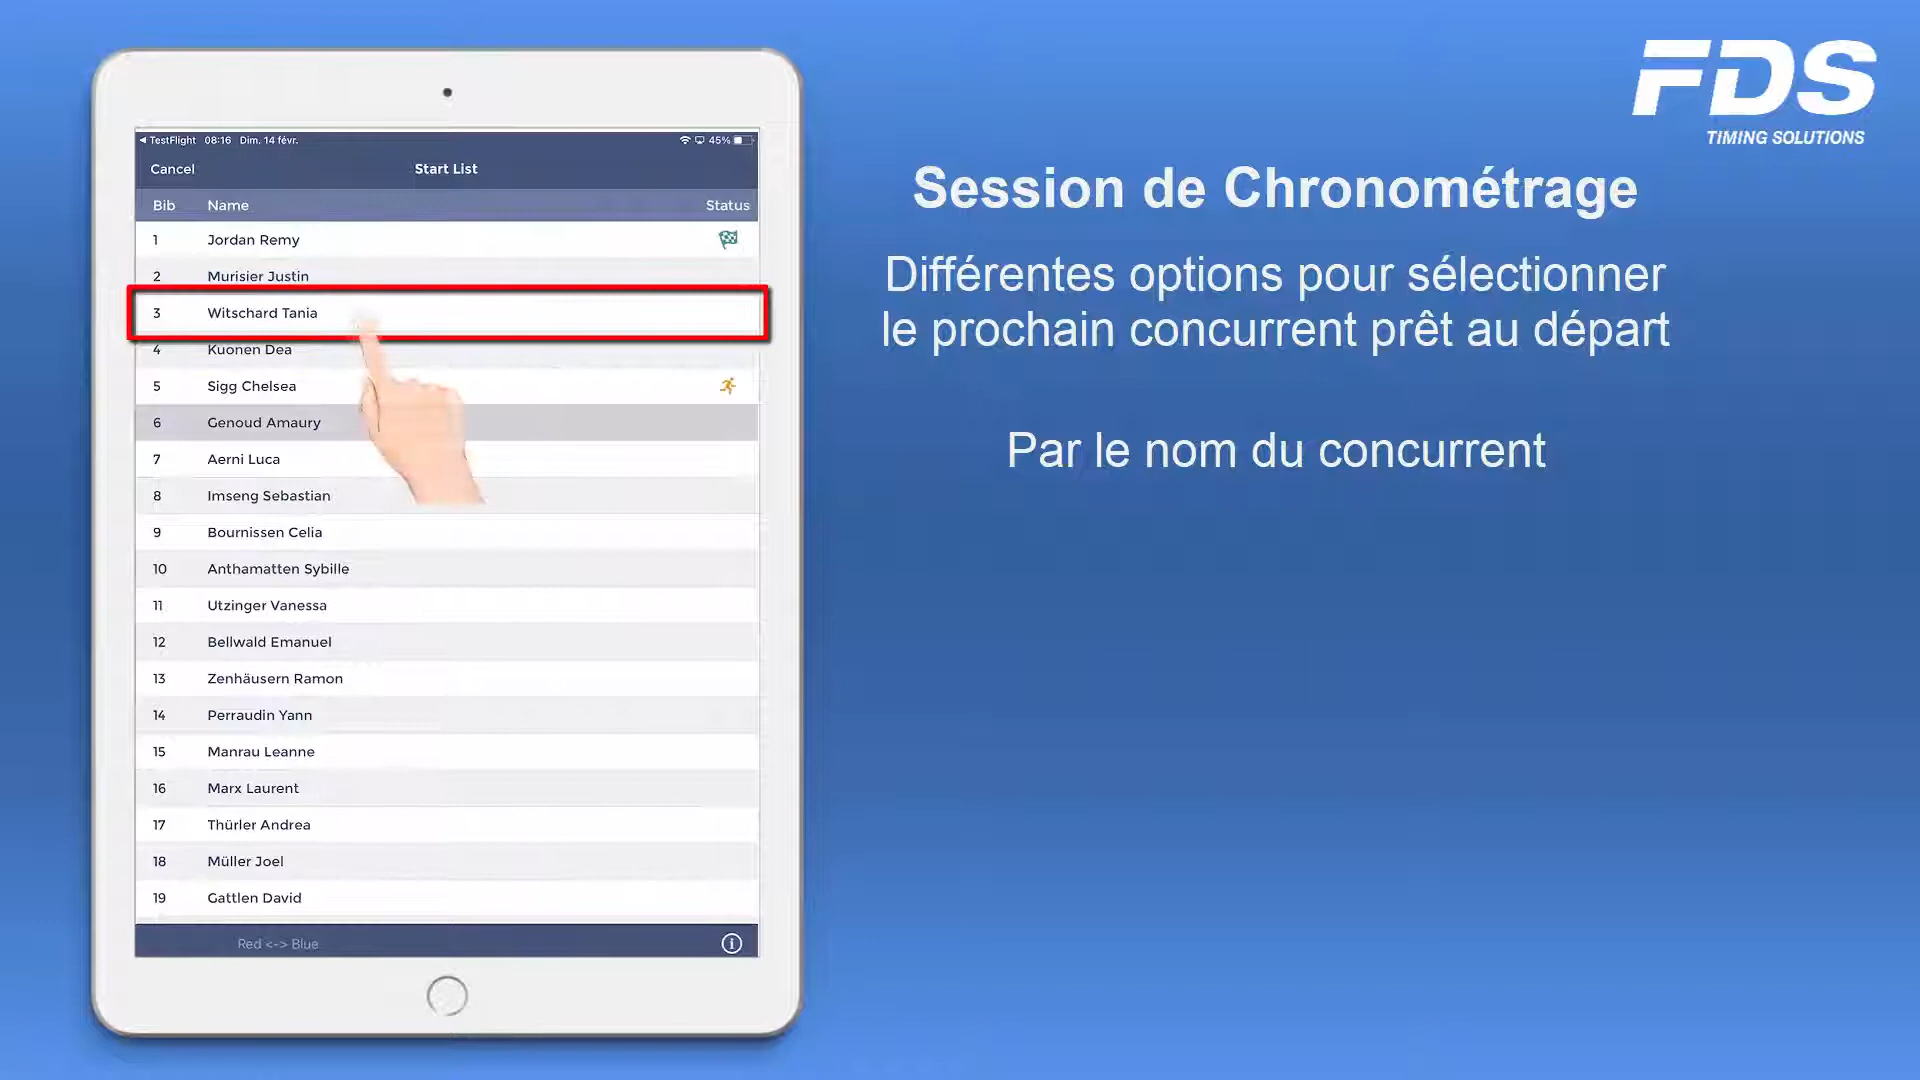 FDS
TIMING SOLUTIONS
TestFlight 08:16 Dim. 14 févr. 45%
Cancel Start List
Bib Name Status
1 Jordan Remy
2 Murisier Justin
3 Witschard Tania
4 Kuonen Dea
5 Sigg Chelsea
6 Genoud Amaury
7 Aerni Luca
8 Imseng Sebastian
9 Bournissen Celia
10 Anthamatten Sybille
11 Utzinger Vanessa
12 Bellwald Emanuel
13 Zenhäusern Ramon
14 Perraudin Yann
15 Manrau Leanne
16 Marx Laurent
17 Thürler Andrea
18 Müller Joel
19 Gattlen David
Red <-> Blue
Session de Chronométrage
Différentes options pour sélectionner
le prochain concurrent prêt au départ
Par le nom du concurrent